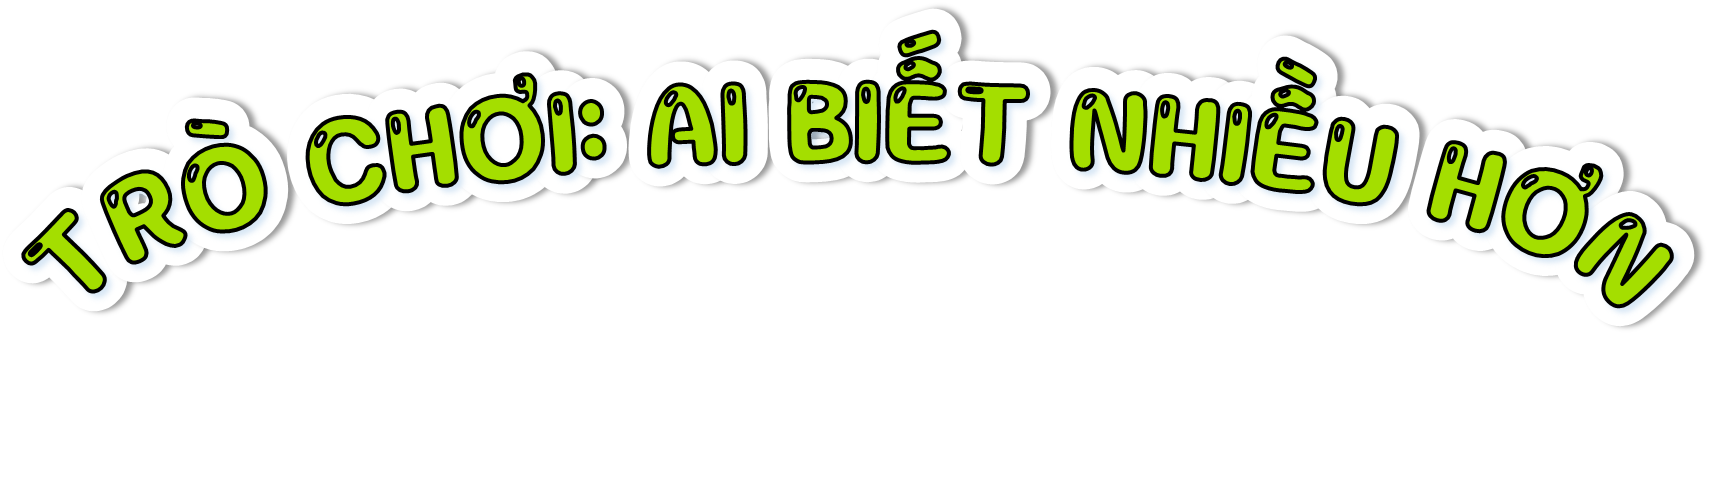 TRÒ CHƠI: AI BIẾT NHIỀU HƠN